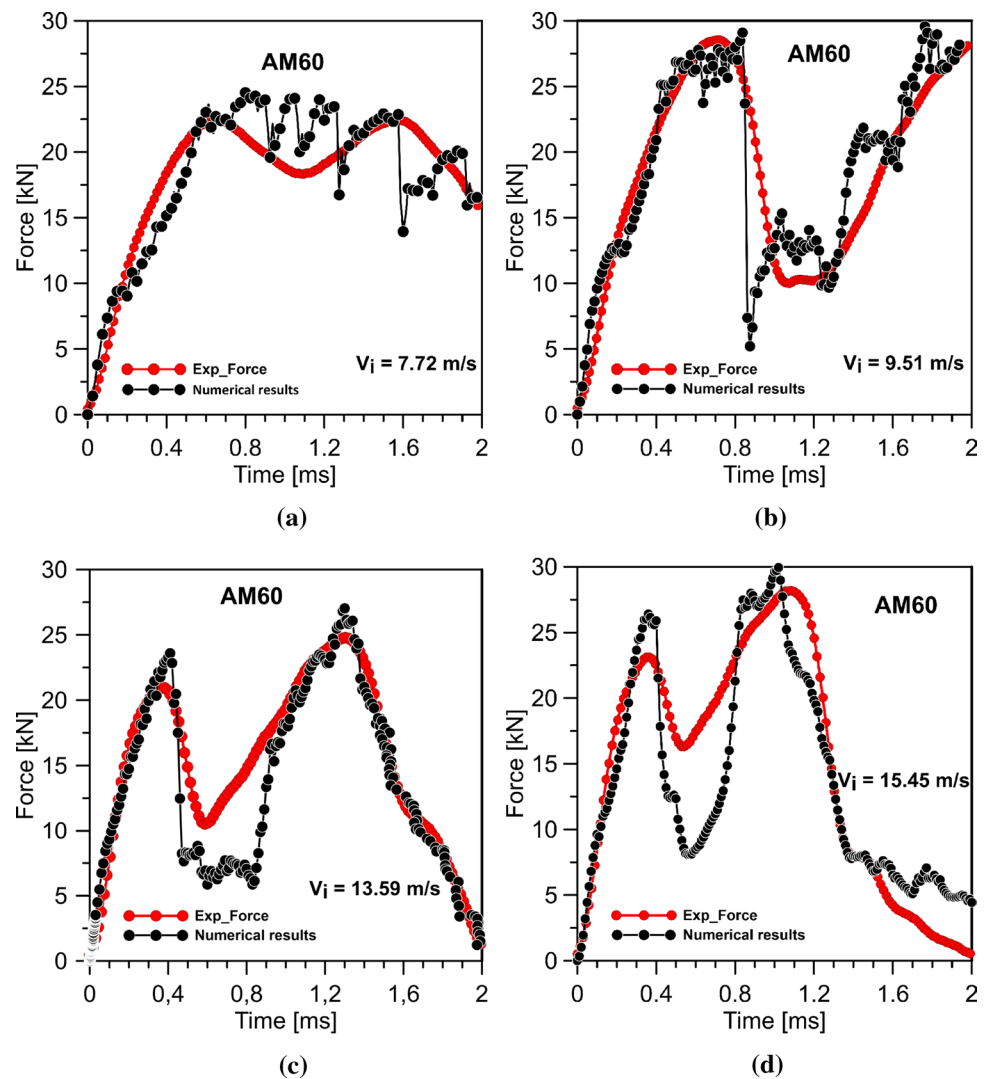 AM60
Force [kN]
30
25
20
15
10
5
0
Exp_Force
Numerical results
V i = 7.72 m/s
0 0.4 0.8 1.2 1.6 2
Time [ms]
(a)
AM60
Force [kN]
30
25
20
15
10
5
0
Exp_Force
Numerical results
V i = 9.51 m/s
0 0.4 0.8 1.2 1.6 2
Time [ms]
(b)
AM60
Force [kN]
30
25
20
15
10
5
0
V i = 13.59 m/s
Exp_Force
Numerical results
0 0,4 0,8 1,2 1,6 2
Time [ms]
(c)
AM60
Force [kN]
30
25
20
15
10
5
0
V i = 15.45 m/s
Exp_Force
Numerical results
0 0.4 0.8 1.2 1.6 2
Time [ms]
(d)